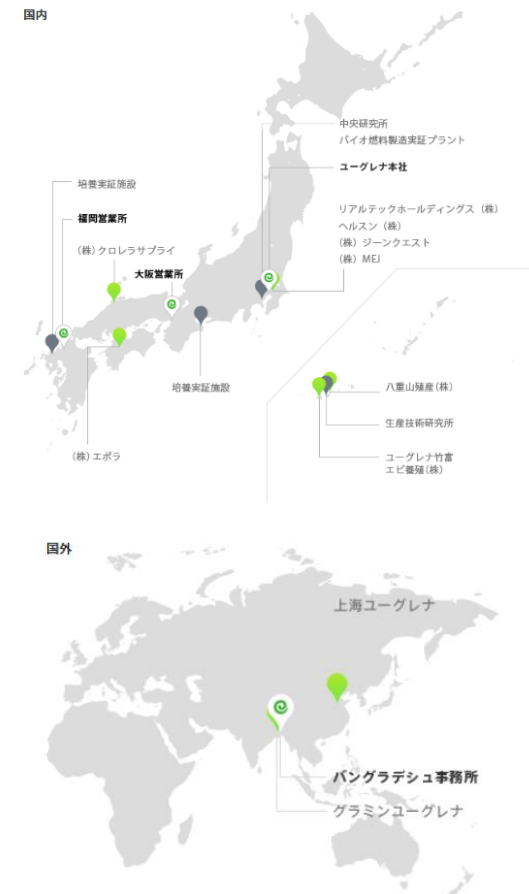 国内
中央研究所
バイオ燃料製造実証プラント
ユーグレナ本社
培養実証施設
福岡営業所
リアルテックホールディングス（株）
ヘルスン（株）
（株）ジーンクエスト
（株）MEJ
（株）クロレラサプライ
大阪営業所
培養実証施設
八重山殖産（株）
生産技術研究所
（株）エポラ
ユーグレナ竹富
エビ養殖（株）
国外
上海ユーグレナ
バングラデシュ事務所
グラミンユーグレナ